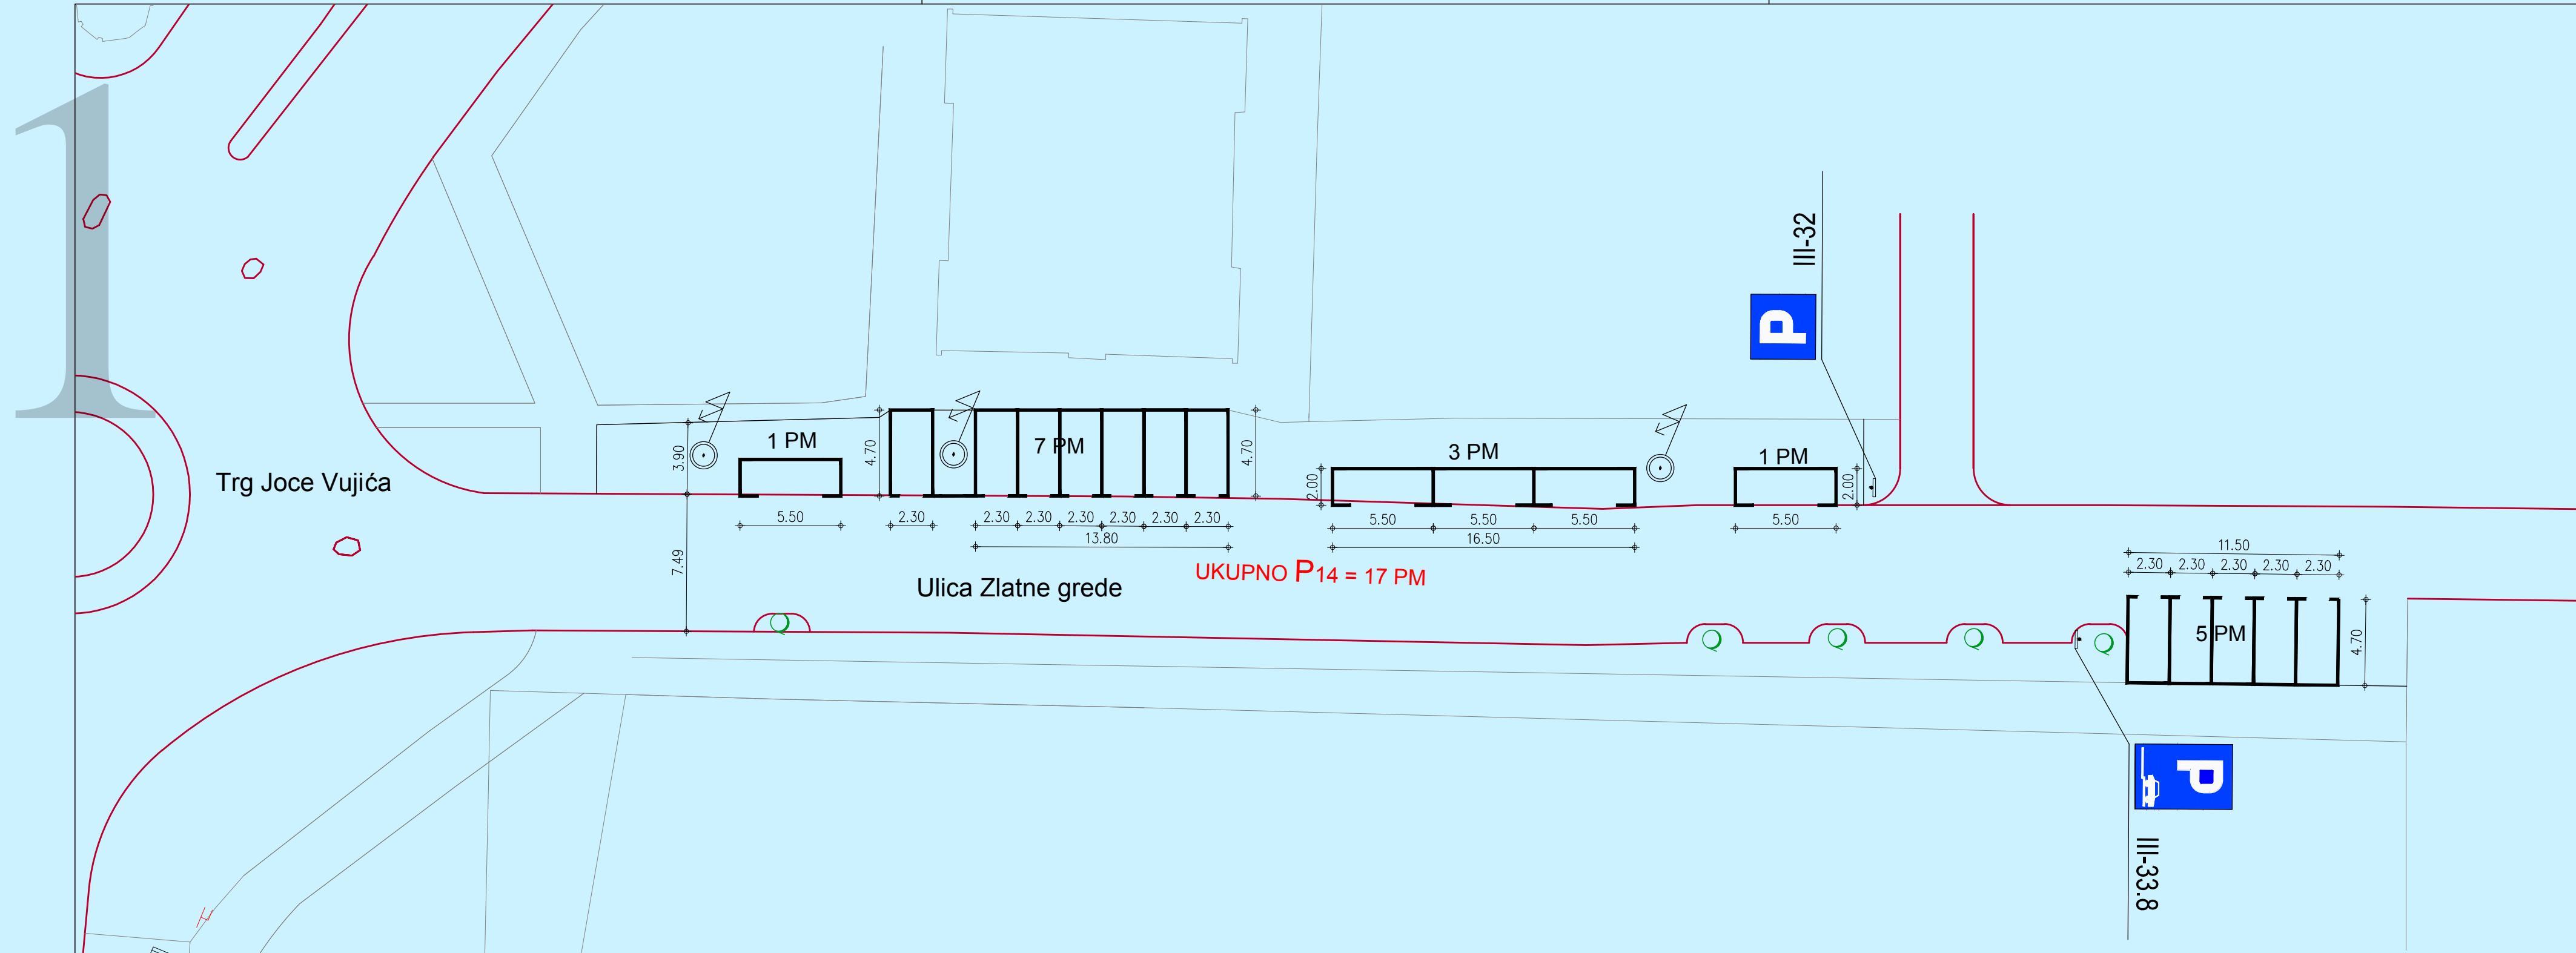 1
III-32
P
1 PM
7 PM
3 PM
1 PM
3.90
4.70
4.70
2.00
2.00
Trg Joce Vujića
5.50
2.30
2.30
2.30
2.30
2.30
2.30
2.30
13.80
5.50
5.50
5.50
16.50
5.50
7.49
UKUPNO P14 = 17 PM
Ulica Zlatne grede
11.50
2.30
2.30
2.30
2.30
2.30
5 PM
4.70
P
III-33.8